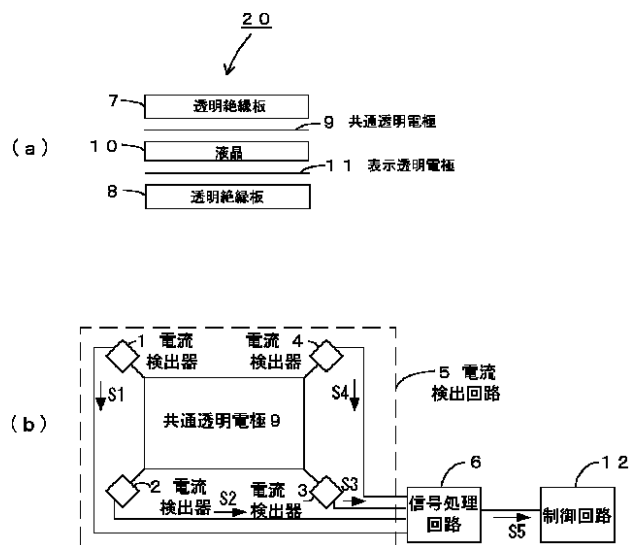 20
(a)
7
透明絶縁板
9 共通透明電極
10
液晶
11 表示透明電極
8
透明絶縁板
(b)
1 電流
検出器
電流 4
検出器
5 電流
検出回路
S1
S4
共通透明電極9
2 電流
検出器
S2
電流 3
検出器
S3
6
信号処理
回路
S5
12
制御回路